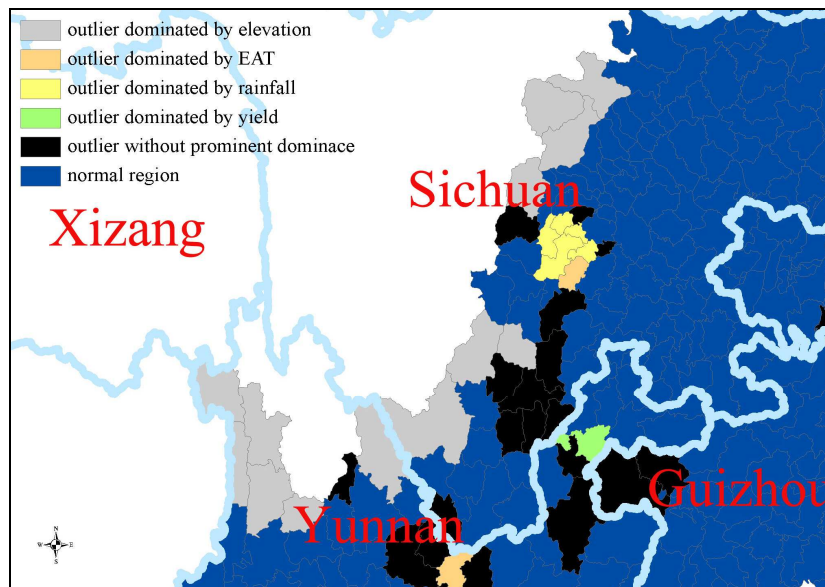 outlier dominated by elevation
outlier dominated by EAT
outlier dominated by rainfall
outlier dominated by yield
outlier without prominent dominace
normal region
Sichuan
Xizang
Guizhou
Yunnan
N
W E
S